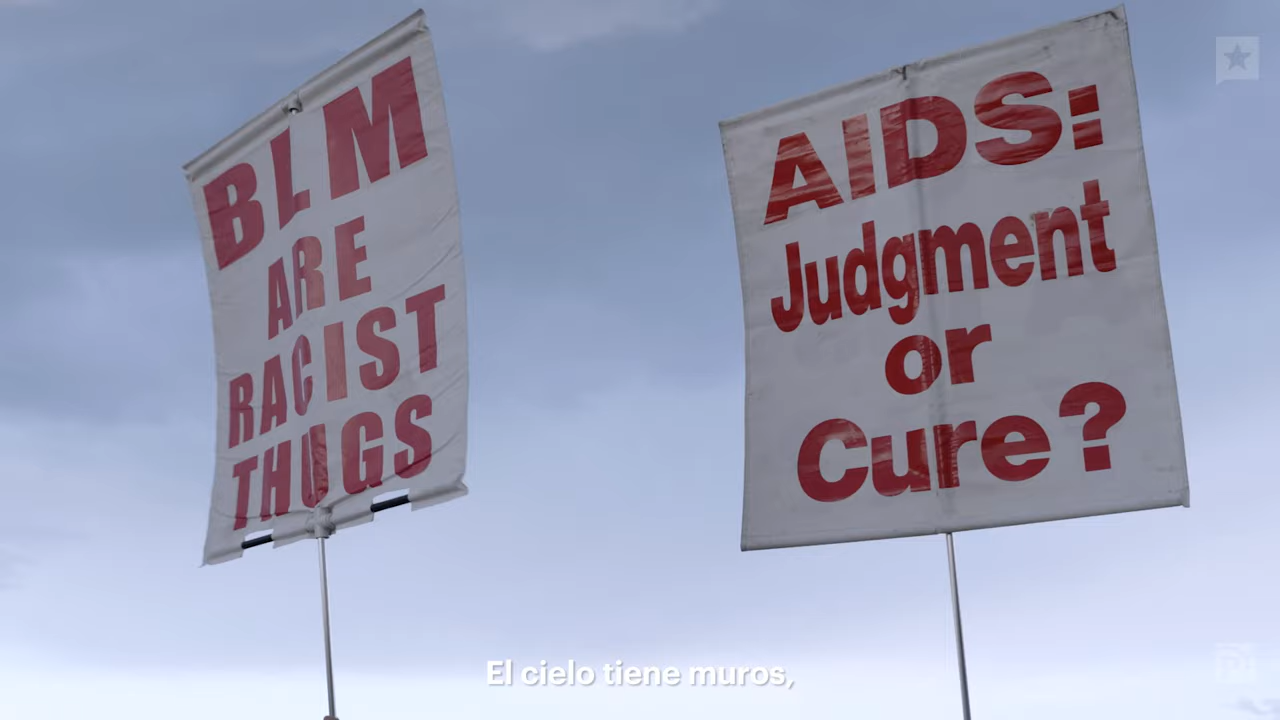 BLM
ARE
RACIST
THUGS
AIDS:
Judgment
or
Cure?
El cielo tiene muros,